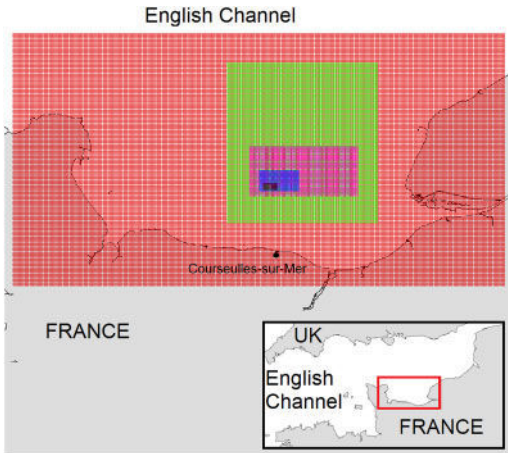 English Channel
Courseulles-sur-Mer
FRANCE
UK
English
Channel
FRANCE